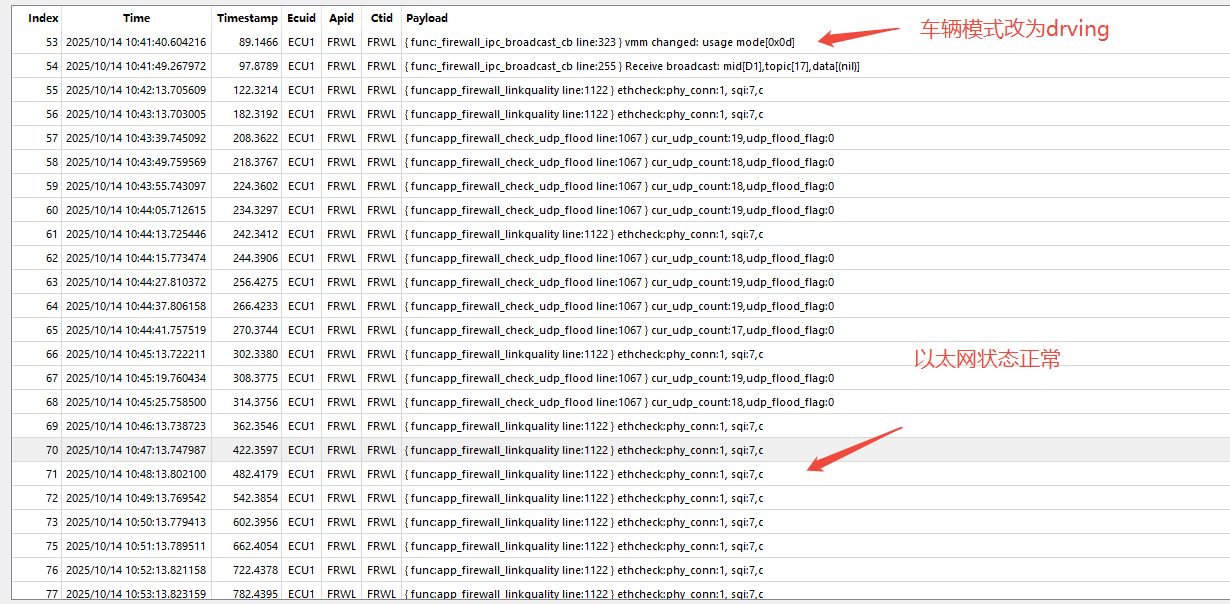 Index Time Timestamp Ecuid Apid Ctid Payload
53 2025/10/14 10:41:40.604216 89.1466 ECU1 FRWL FRWL { func:_firewall_ipc_broadcast_cb line:323 } vmm changed: usage mode[0x0d]
车辆模式改为drving
54 2025/10/14 10:41:49.267972 97.8789 ECU1 FRWL FRWL { func:_firewall_ipc_broadcast_cb line:255 } Receive broadcast: mid[D1],topic[17],data[(nil)]
55 2025/10/14 10:42:13.705609 122.3214 ECU1 FRWL FRWL { func:app_firewall_linkquality line:1122 } ethcheck:phy_conn:1, sqi:7,c
56 2025/10/14 10:43:13.703005 182.3192 ECU1 FRWL FRWL { func:app_firewall_linkquality line:1122 } ethcheck:phy_conn:1, sqi:7,c
57 2025/10/14 10:43:39.745092 208.3622 ECU1 FRWL FRWL { func:app_firewall_check_udp_flood line:1067 } cur_udp_count:19,udp_flood_flag:0
58 2025/10/14 10:43:49.759569 218.3767 ECU1 FRWL FRWL { func:app_firewall_check_udp_flood line:1067 } cur_udp_count:18,udp_flood_flag:0
59 2025/10/14 10:43:55.743097 224.3602 ECU1 FRWL FRWL { func:app_firewall_check_udp_flood line:1067 } cur_udp_count:18,udp_flood_flag:0
60 2025/10/14 10:44:05.712615 234.3297 ECU1 FRWL FRWL { func:app_firewall_check_udp_flood line:1067 } cur_udp_count:19,udp_flood_flag:0
61 2025/10/14 10:44:13.725446 242.3412 ECU1 FRWL FRWL { func:app_firewall_linkquality line:1122 } ethcheck:phy_conn:1, sqi:7,c
62 2025/10/14 10:44:15.773474 244.3906 ECU1 FRWL FRWL { func:app_firewall_check_udp_flood line:1067 } cur_udp_count:18,udp_flood_flag:0
63 2025/10/14 10:44:27.810372 256.4275 ECU1 FRWL FRWL { func:app_firewall_check_udp_flood line:1067 } cur_udp_count:19,udp_flood_flag:0
64 2025/10/14 10:44:37.806158 266.4233 ECU1 FRWL FRWL { func:app_firewall_check_udp_flood line:1067 } cur_udp_count:19,udp_flood_flag:0
65 2025/10/14 10:44:41.757519 270.3744 ECU1 FRWL FRWL { func:app_firewall_check_udp_flood line:1067 } cur_udp_count:17,udp_flood_flag:0
66 2025/10/14 10:45:13.722211 302.3380 ECU1 FRWL FRWL { func:app_firewall_linkquality line:1122 } ethcheck:phy_conn:1, sqi:7,c
以太网状态正常
67 2025/10/14 10:45:19.760434 308.3775 ECU1 FRWL FRWL { func:app_firewall_check_udp_flood line:1067 } cur_udp_count:19,udp_flood_flag:0
68 2025/10/14 10:45:25.758500 314.3756 ECU1 FRWL FRWL { func:app_firewall_check_udp_flood line:1067 } cur_udp_count:18,udp_flood_flag:0
69 2025/10/14 10:46:13.738723 362.3546 ECU1 FRWL FRWL { func:app_firewall_linkquality line:1122 } ethcheck:phy_conn:1, sqi:7,c
70 2025/10/14 10:47:13.747987 422.3597 ECU1 FRWL FRWL { func:app_firewall_linkquality line:1122 } ethcheck:phy_conn:1, sqi:7,c
71 2025/10/14 10:48:13.802100 482.4179 ECU1 FRWL FRWL { func:app_firewall_linkquality line:1122 } ethcheck:phy_conn:1, sqi:7,c
72 2025/10/14 10:49:13.769542 542.3854 ECU1 FRWL FRWL { func:app_firewall_linkquality line:1122 } ethcheck:phy_conn:1, sqi:7,c
73 2025/10/14 10:50:13.779413 602.3956 ECU1 FRWL FRWL { func:app_firewall_linkquality line:1122 } ethcheck:phy_conn:1, sqi:7,c
75 2025/10/14 10:51:13.789511 662.4054 ECU1 FRWL FRWL { func:app_firewall_linkquality line:1122 } ethcheck:phy_conn:1, sqi:7,c
76 2025/10/14 10:52:13.821158 722.4378 ECU1 FRWL FRWL { func:app_firewall_linkquality line:1122 } ethcheck:phy_conn:1, sqi:7,c
77 2025/10/14 10:53:13.823159 782.4395 ECU1 FRWL FRWL { func:app_firewall_linkquality line:1122 } ethcheck:phy_conn:1, sqi:7,c